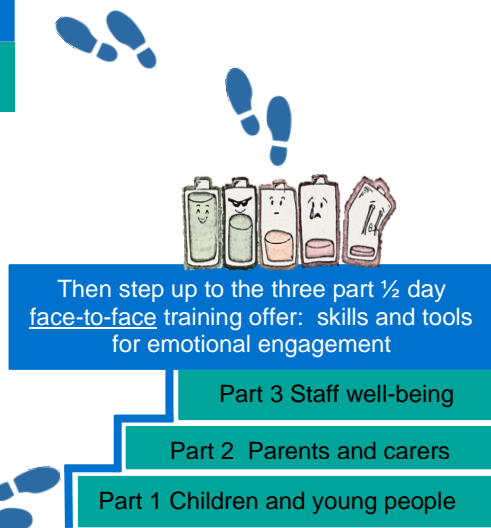 Then step up to the three part ½ day
face-to-face training offer:  skills and tools
for emotional engagement
Part 3 Staff well-being
Part 2  Parents and carers
Part 1 Children and young people